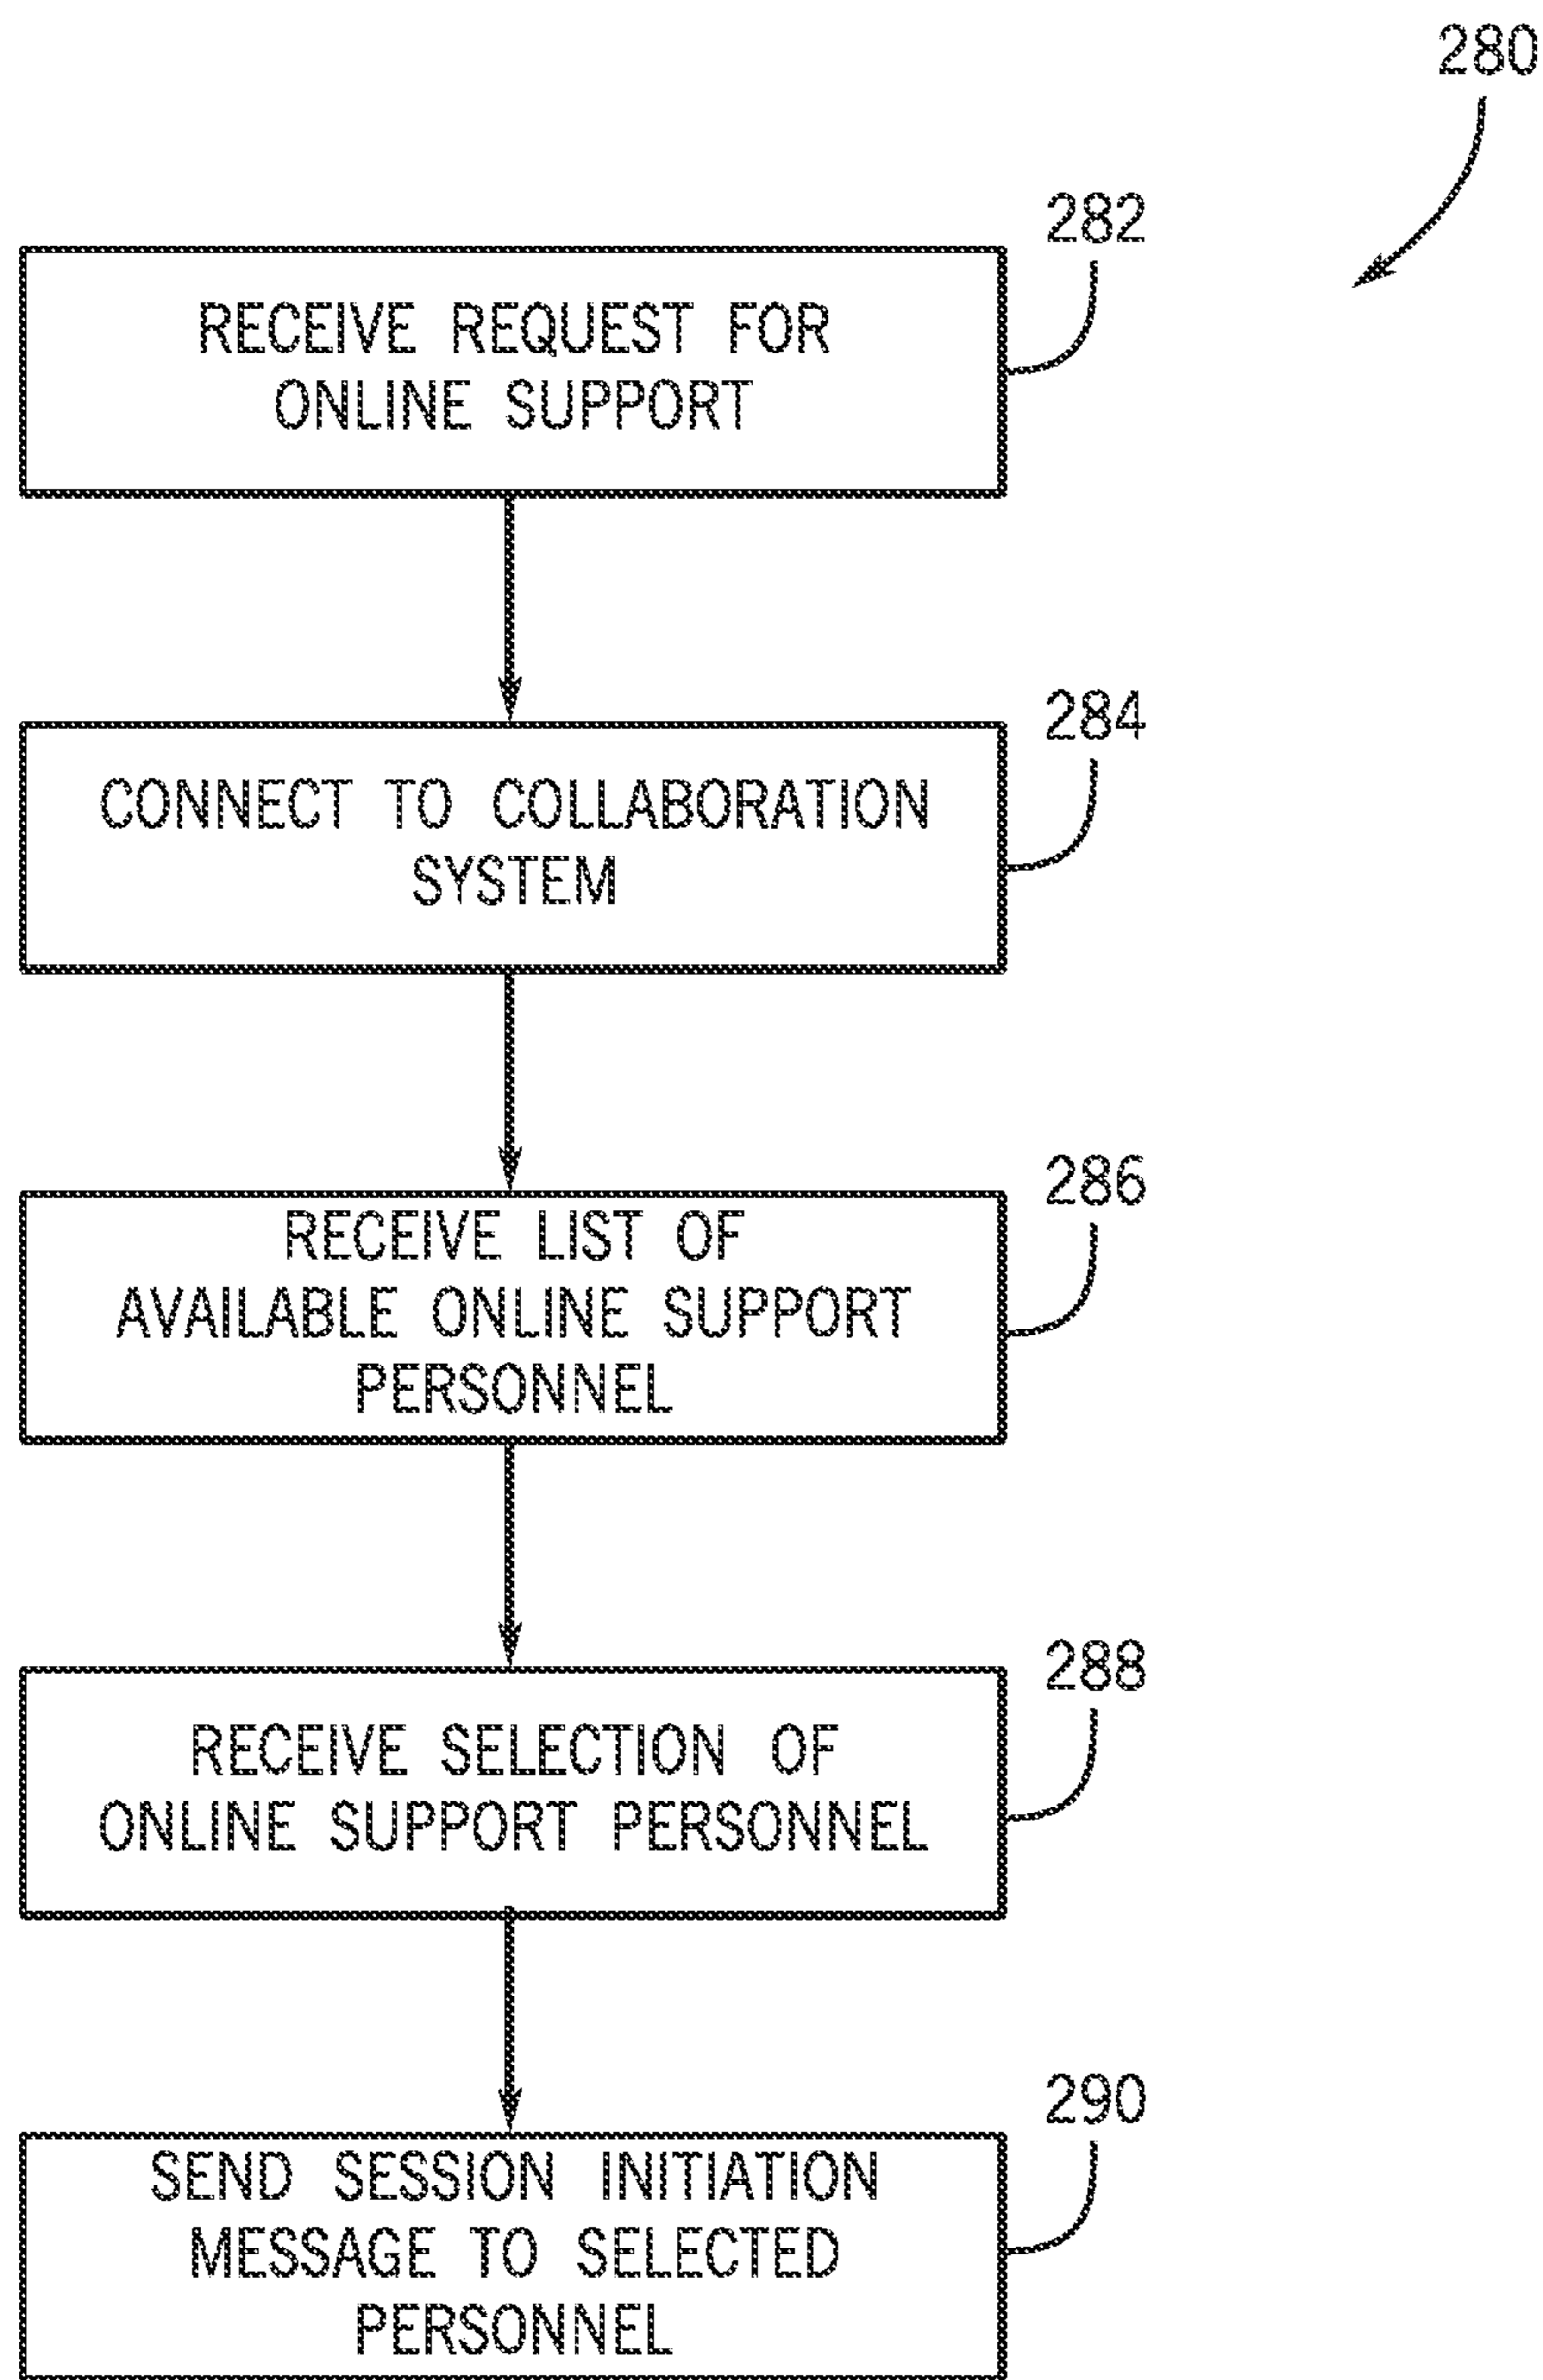 280
282
RECEIVE REQUEST FOR
ONLINE SUPPORT
284
CONNECT TO COLLABORATION
SYSTEM
286
RECEIVE LIST OF
AVAILABLE ONLINE SUPPORT
PERSONNEL
288
RECEIVE SELECTION OF
ONLINE SUPPORT PERSONNEL
290
SEND SESSION INITIATION
MESSAGE TO SELECTED
PERSONNEL